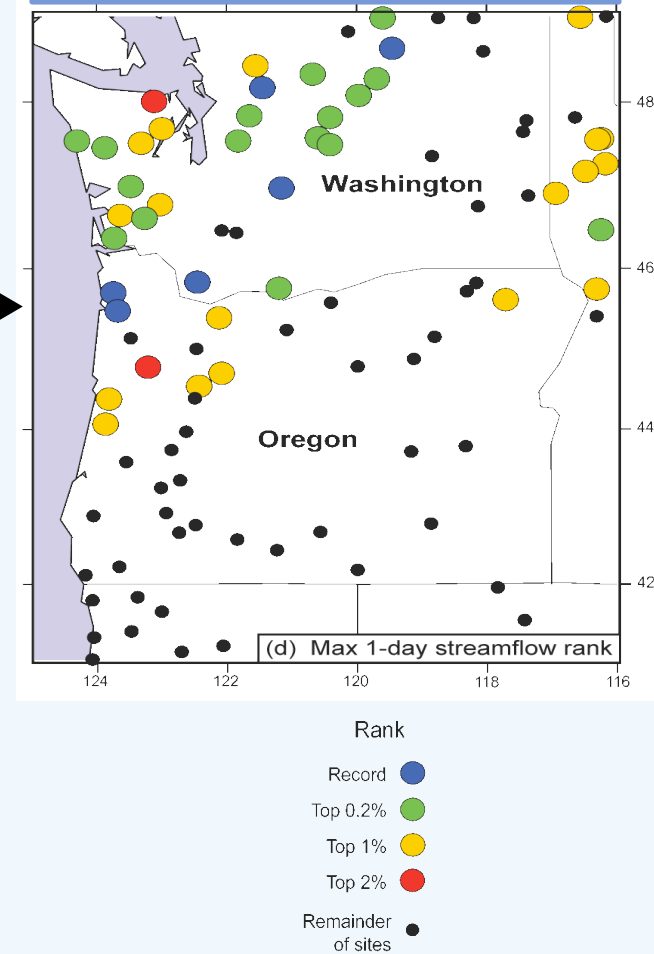 48
Washington
46
Oregon
44
42
(d) Max 1-day streamflow rank
124 122 120 118 116
Rank
Record
Top 0.2%
Top 1%
Top 2%
Remainder
of sites